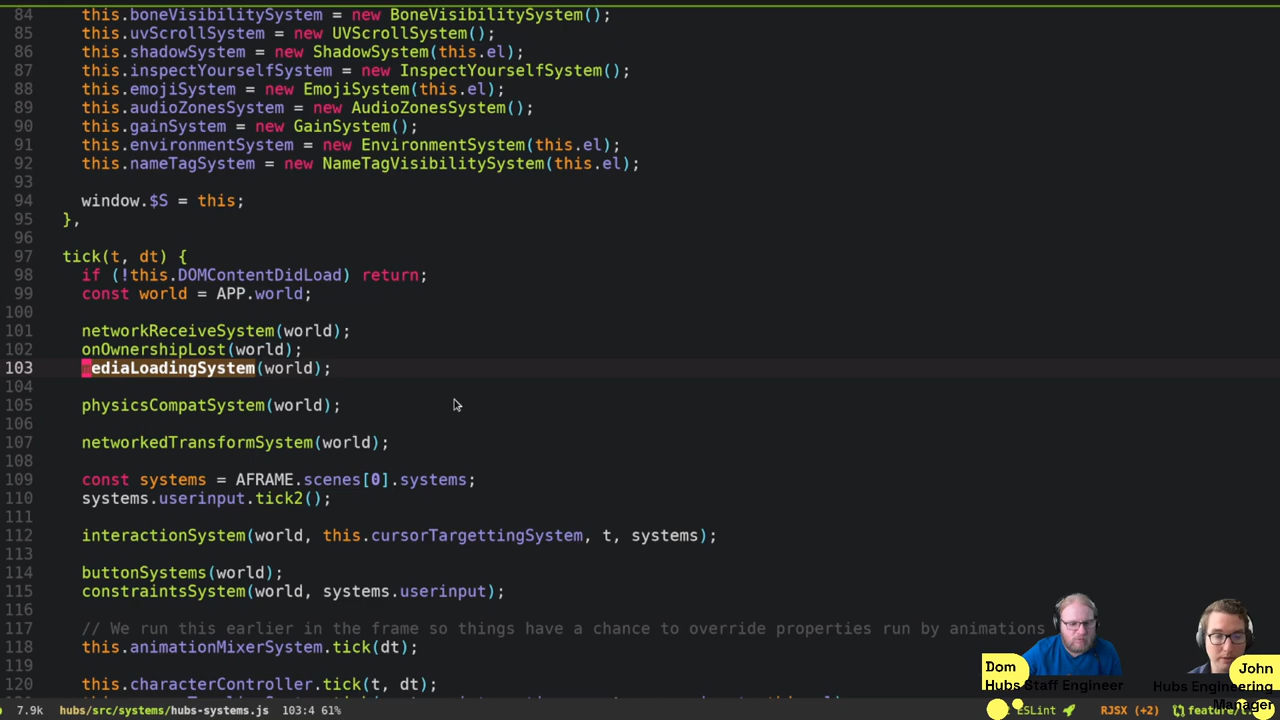 84 this.boneVisibilitySystem = new BoneVisibilitySystem();
85 this.uvScrollSystem = new UVScrollSystem();
86 this.shadowSystem = new ShadowSystem(this.el);
87 this.inspectYourselfSystem = new InspectYourselfSystem();
88 this.emojiSystem = new EmojiSystem(this.el);
89 this.audioZonesSystem = new AudioZonesSystem();
90 this.gainSystem = new GainSystem();
91 this.environmentSystem = new EnvironmentSystem(this.el);
92 this.nameTagSystem = new NameTagVisibilitySystem(this.el);
93
94 window.$S = this;
95 },
96
97 tick(t, dt) {
98 if (!this.DOMContentDidLoad) return;
99 const world = APP.world;
100
101 networkReceiveSystem(world);
102 onOwnershipLost(world);
103 mediaLoadingSystem(world);
104
105 physicsCompatSystem(world);
106
107 networkedTransformSystem(world);
108
109 const systems = AFRAME.scenes[0].systems;
110 systems.userinput.tick2();
111
112 interactionSystem(world, this.cursorTargettingSystem, t, systems);
113
114 buttonSystems(world);
115 constraintsSystem(world, systems.userinput);
116
117 // We run this earlier in the frame so things have a chance to override properties run by animations
118 this.animationMixerSystem.tick(dt);
119
120 this.characterController.tick(t, dt);
Dom
Hubs Staff Engineer
John
Hubs Engineering
Manager
7.9k hubs/src/systems/hubs-systems.js 103:4 61% ESLint RJSX (+2)